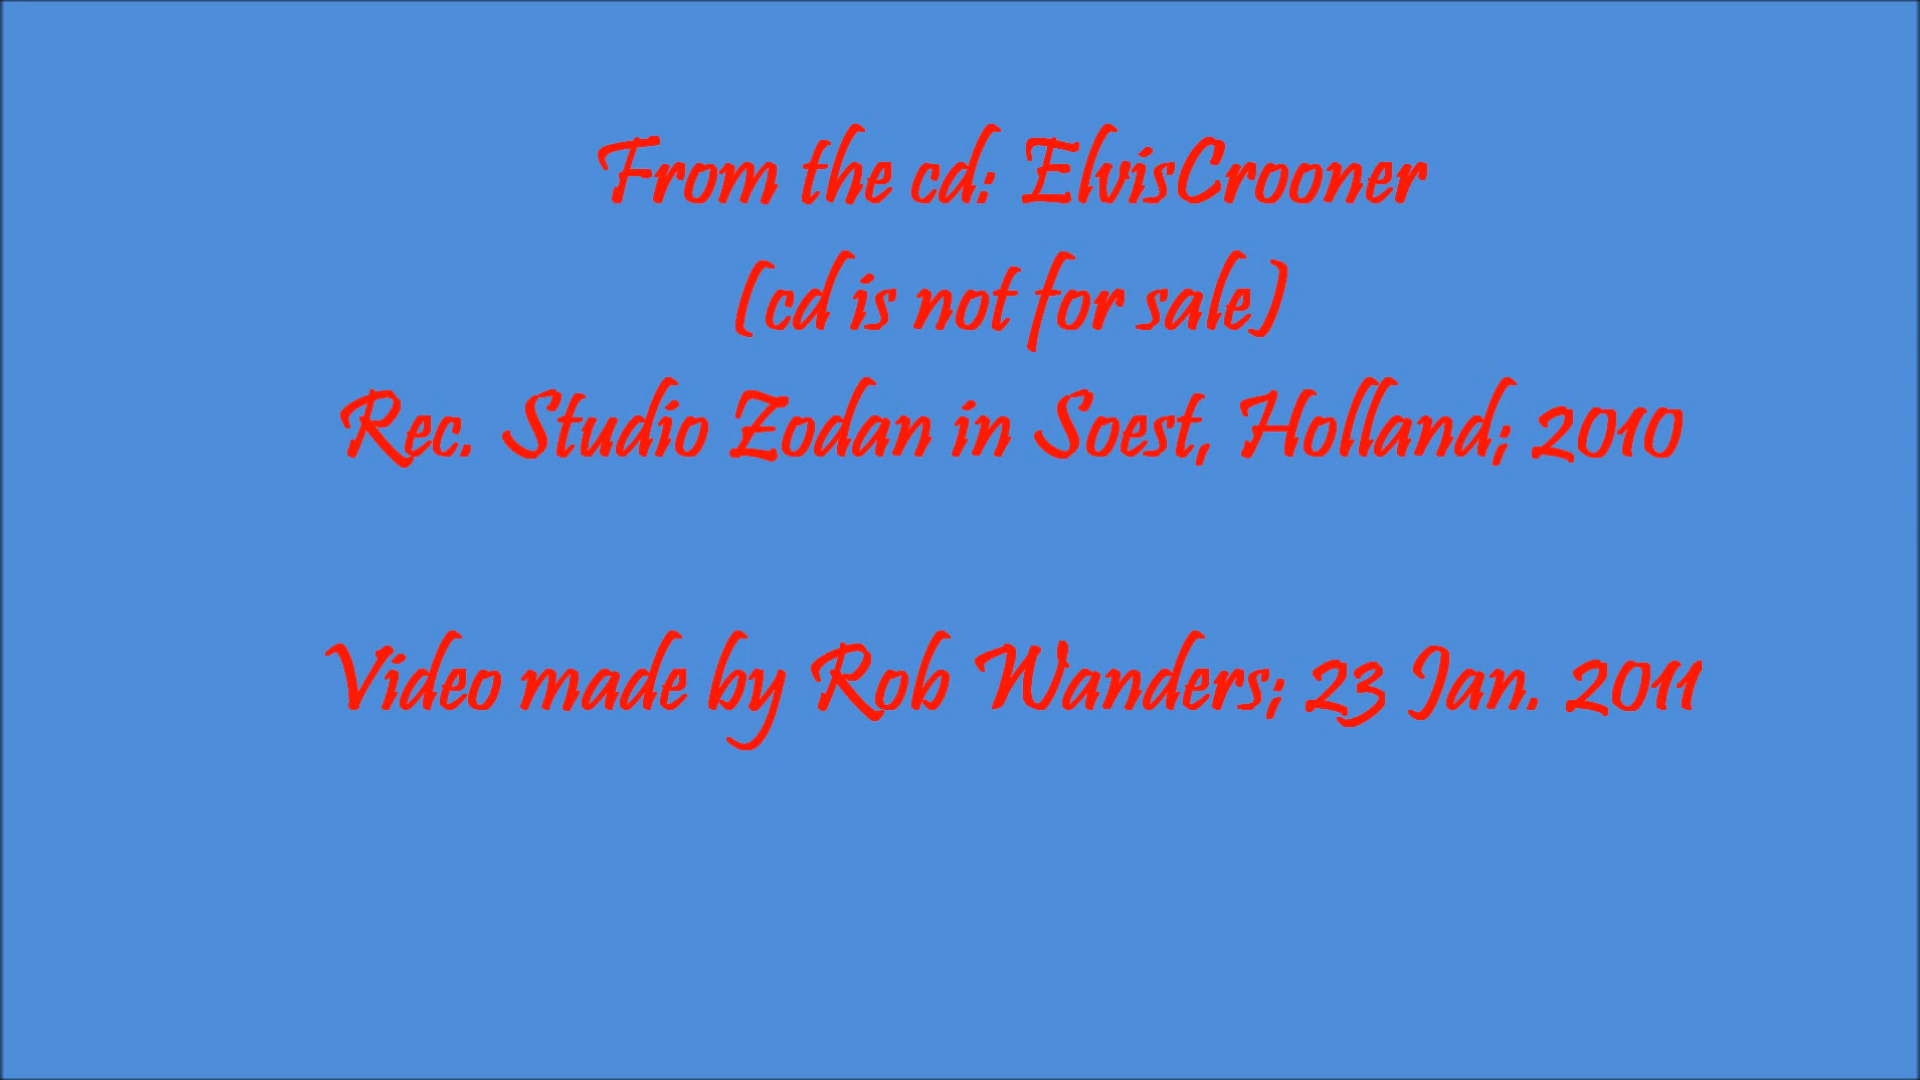 From the cd: ElvisCrooner
(cd is not for sale)
Rec. Studio Zodan in Soest, Holland; 2010
Video made by Rob Wanders; 23 Jan. 2011